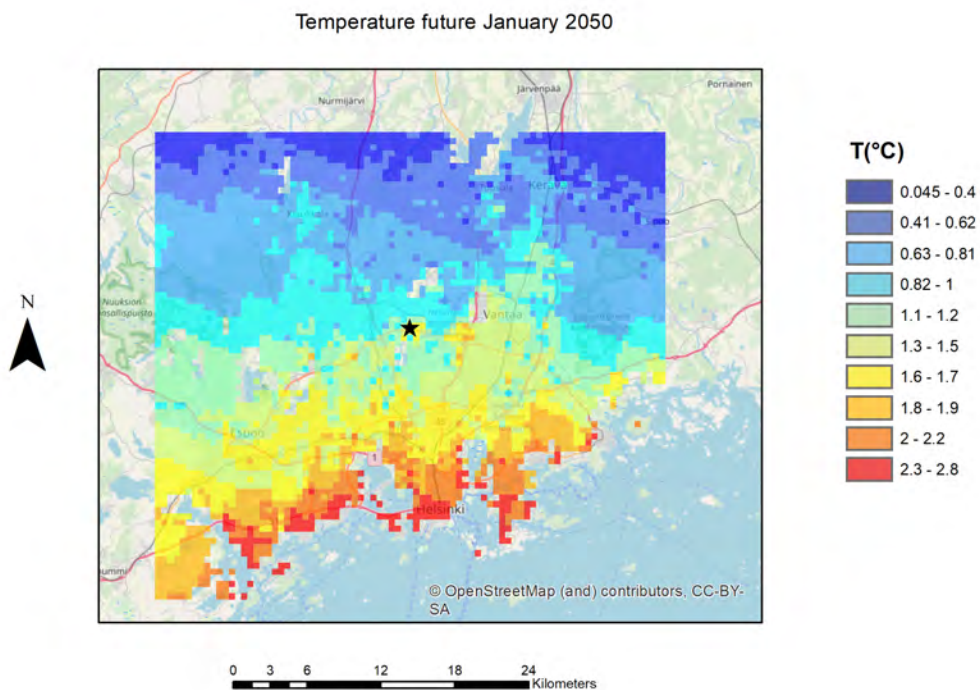 Temperature future January 2050
Pornainen
Järvenpää
Nurmijärvi
T(°C)
0.045 - 0.4
0.41 - 0.62
0.63 - 0.81
0.82 - 1
1.1 - 1.2
1.3 - 1.5
1.6 - 1.7
1.8 - 1.9
2 - 2.2
2.3 - 2.8
N
Nuuksion
Vantaa
Espoo
1
Helsinki
© OpenStreetMap (and) contributors, CC-BY-
SA
0 3 6 12 18 24
Kilometers